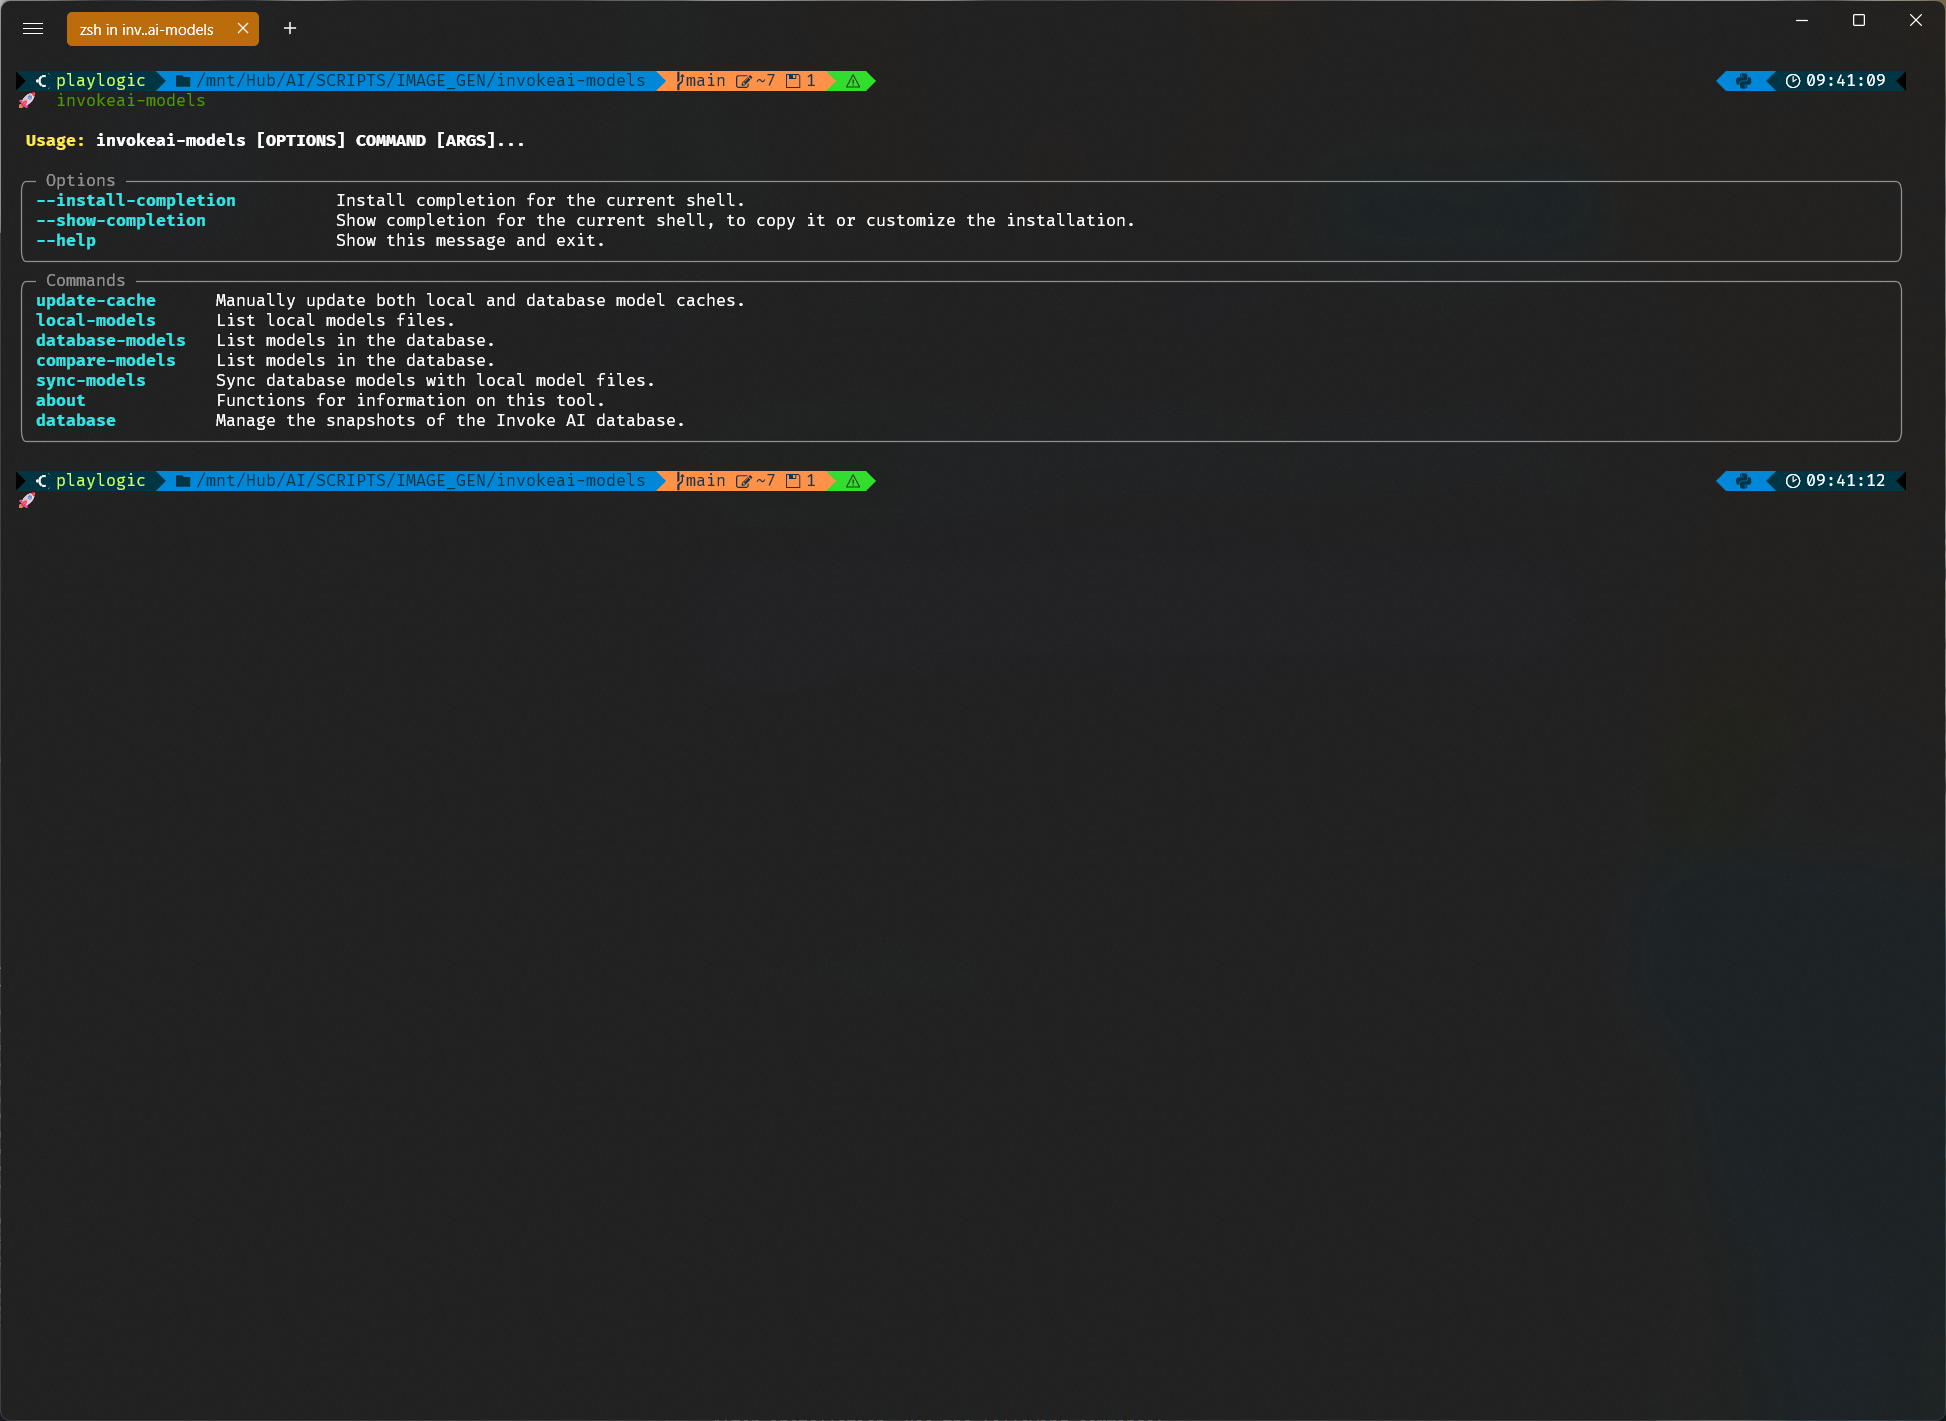 zsh in inv..ai-models
playlogic /mnt/Hub/AI/SCRIPTS/IMAGE_GEN/invokeai-models main ~7 1 09:41:09
invokeai-models
Usage: invokeai-models [OPTIONS] COMMAND [ARGS]...
Options
--install-completion Install completion for the current shell.
--show-completion Show completion for the current shell, to copy it or customize the installation.
--help Show this message and exit.
Commands
update-cache Manually update both local and database model caches.
local-models List local models files.
database-models List models in the database.
compare-models List models in the database.
sync-models Sync database models with local model files.
about Functions for information on this tool.
database Manage the snapshots of the Invoke AI database.
playlogic /mnt/Hub/AI/SCRIPTS/IMAGE_GEN/invokeai-models main ~7 1 09:41:12